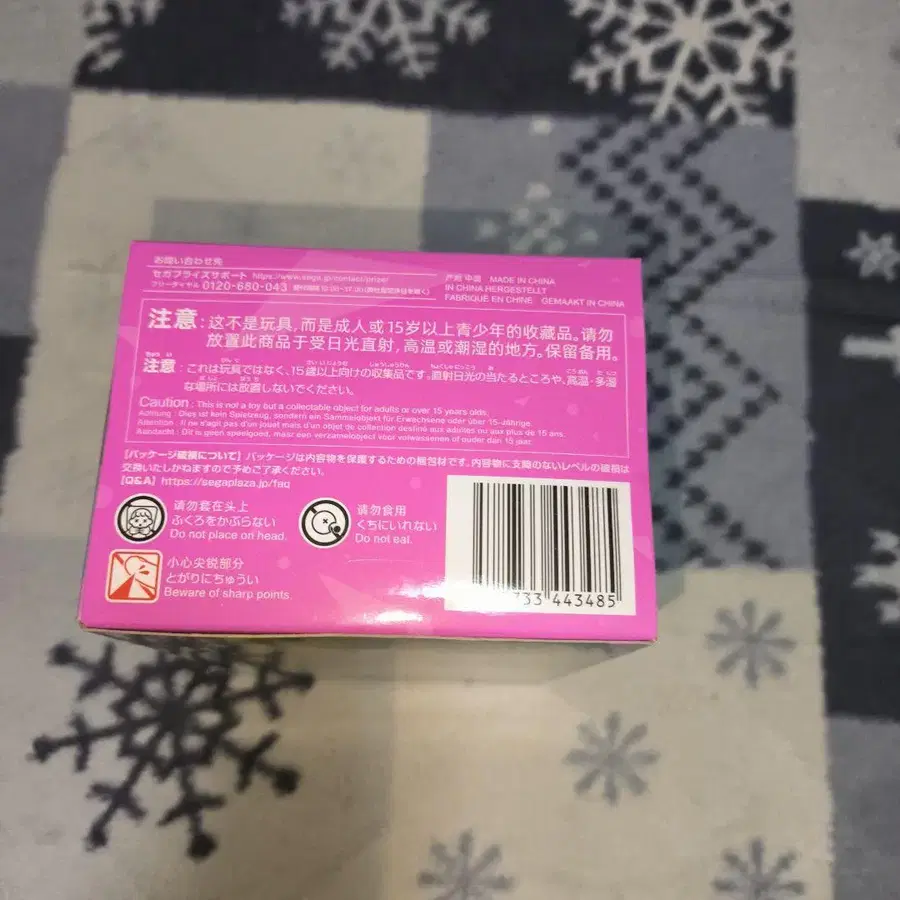 お問い合わせ先
セガプライズサポート https://www.sega.jp/contact/prize/
フリーダイヤル 0120-680-043
产地 中国 MADE IN CHINA
IN CHINA HERGESTELLT
FABRIQUÉ EN CHINE GEMAAKT IN CHINA
注意:这不是玩具,而是成人或15岁以上青少年的收藏品。请勿
放置此商品于受日光直射,高温或潮湿的地方。保留备用。
注意:これは玩具ではなく、15歳以上向けの収集品です。直射日光の当たるところや、高温・多湿
な場所には放置しないでください。
Caution : This is not a toy but a collectable object for adults or over 15 years olds.
Achtung : Dies ist kein Spielzeug, sondern ein Sammelobjekt für Erwachsene oder über 15-Jährige.
Attention : Il ne s'agit pas d'un jouet mais d'un objet de collection destiné aux adultes ou aux plus de 15 ans.
Aandacht : Dit is geen speelgoed, maar een verzamelobject voor volwassenen of ouder dan 15 jaar.
【パッケージ破損について】パッケージは内容物を保護するための梱包材です。内容物に支障のないレベルの破損は
交換いたしかねますので予めご了承ください。
【Q&A】https://segaplaza.jp/faq
请勿套在头上
ふくろをかぶらない
Do not place on head.
请勿食用
くちにいれない
Do not eat.
小心尖锐部分
とがりにちゅうい
Beware of sharp points.
733 443485